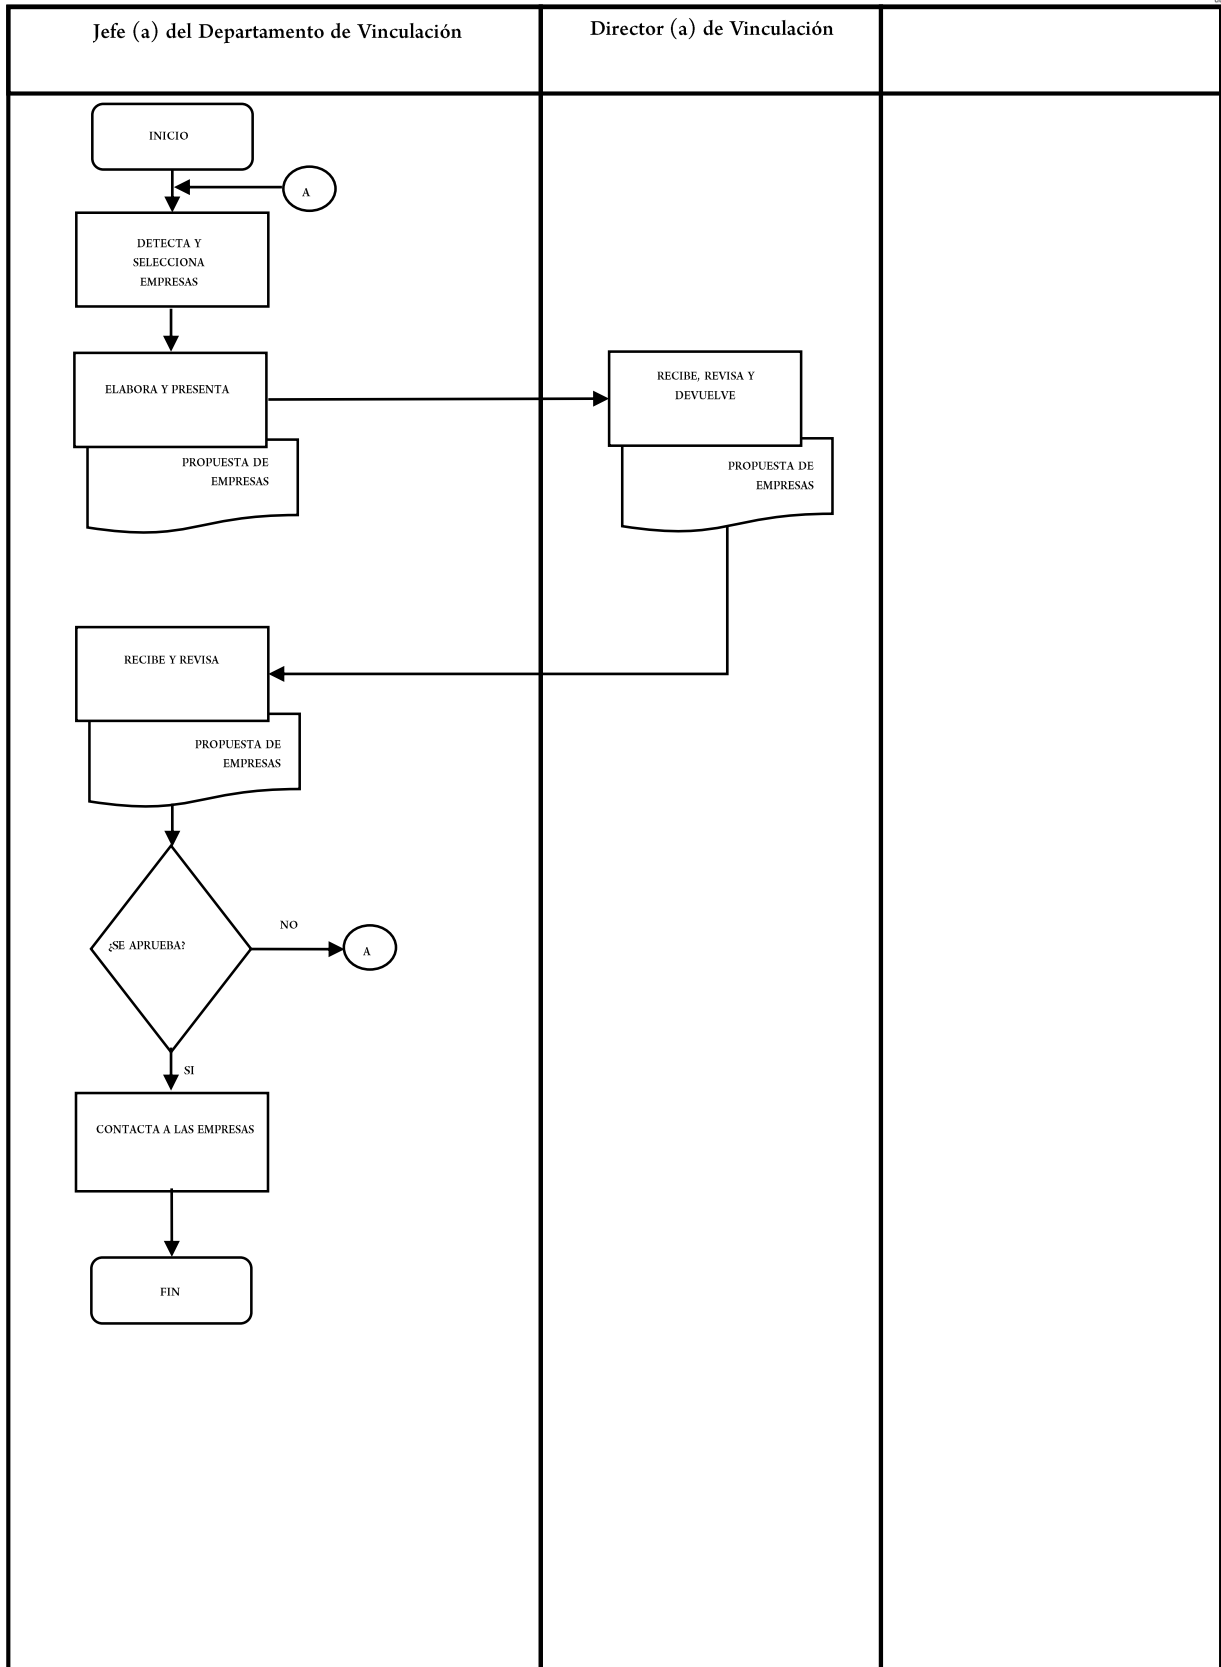 Jefe (a) del Departamento de Vinculación
Director (a) de Vinculación
INICIO
A
DETECTA Y
SELECCIONA
EMPRESAS
ELABORA Y PRESENTA
PROPUESTA DE
EMPRESAS
RECIBE, REVISA Y
DEVUELVE
PROPUESTA DE
EMPRESAS
RECIBE Y REVISA
PROPUESTA DE
EMPRESAS
¿SE APRUEBA?
NO
A
SI
CONTACTA A LAS EMPRESAS
FIN